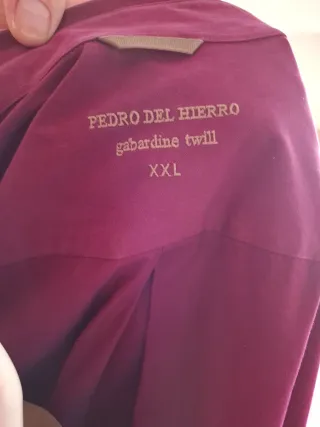 PEDRO DEL HIERRO
gabardine twill
XXL